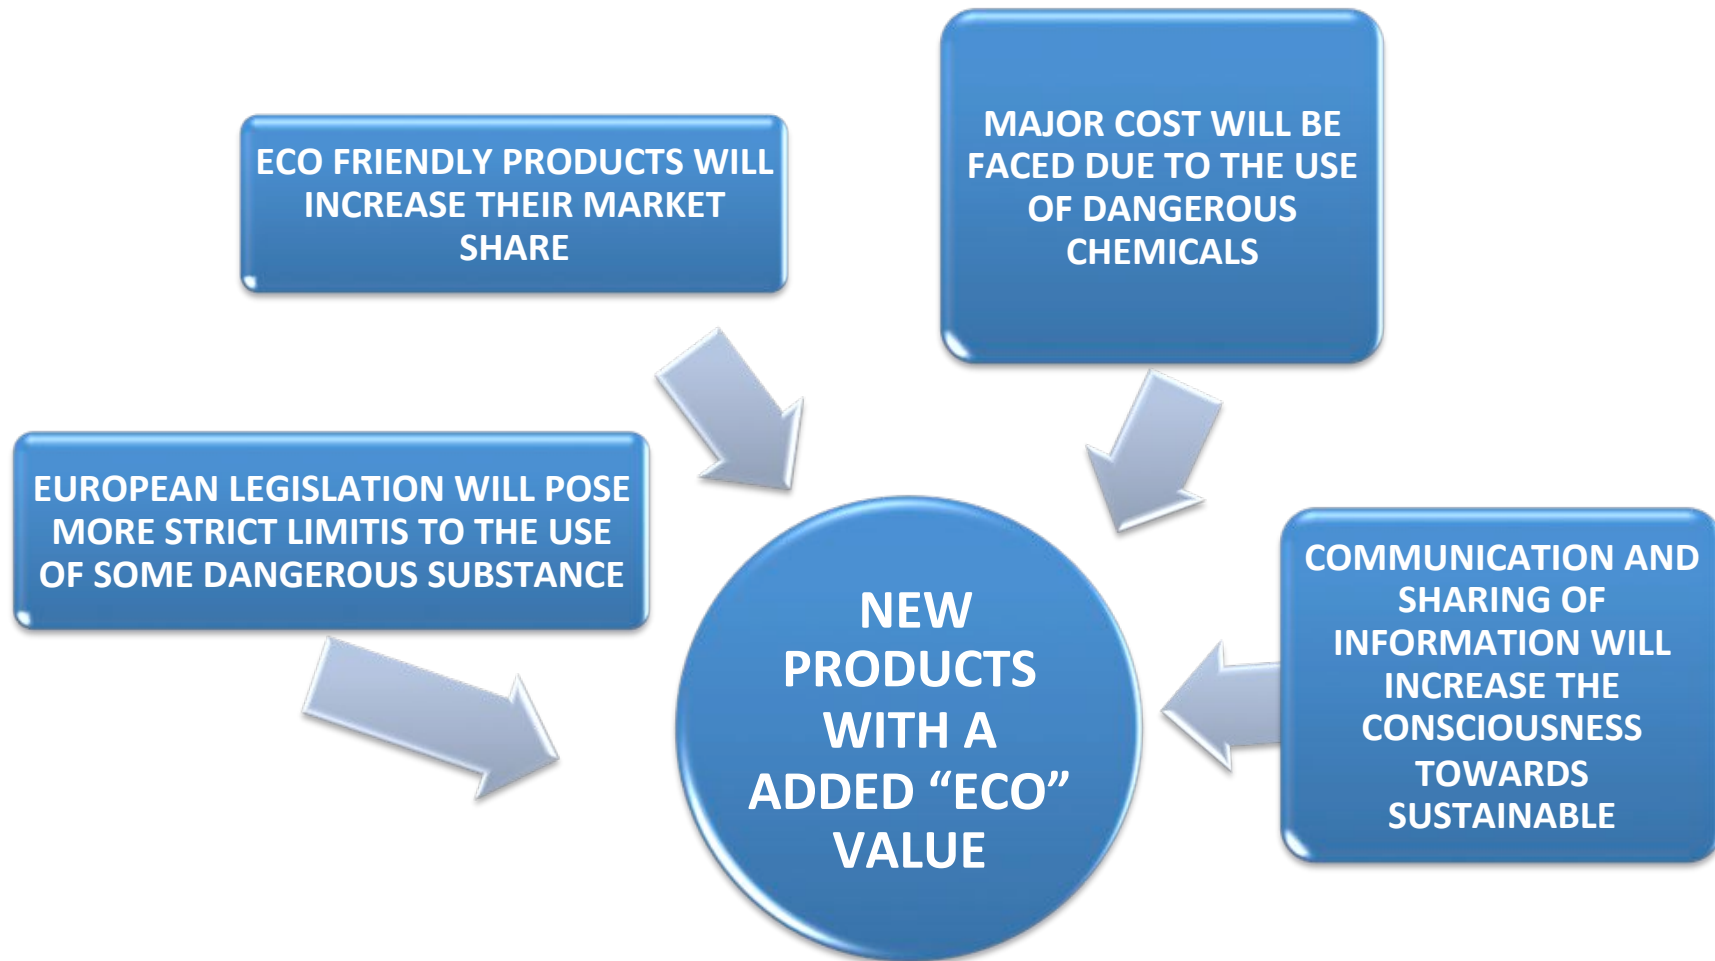 MAJOR COST WILL BE
FACED DUE TO THE USE
OF DANGEROUS
CHEMICALS
ECO FRIENDLY PRODUCTS WILL
INCREASE THEIR MARKET
SHARE
EUROPEAN LEGISLATION WILL POSE
MORE STRICT LIMITIS TO THE USE
OF SOME DANGEROUS SUBSTANCE
COMMUNICATION AND
SHARING OF
INFORMATION WILL
INCREASE THE
CONSCIOUSNESS
TOWARDS
SUSTAINABLE
NEW
PRODUCTS
WITH A
ADDED “ECO”
VALUE